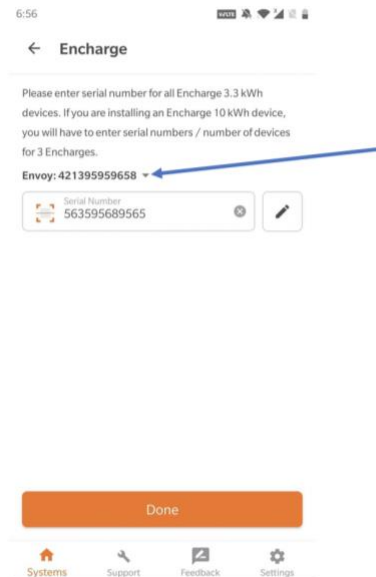 6:56
VoLTE
Encharge
Please enter serial number for all Encharge 3.3 kWh
devices. If you are installing an Encharge 10 kWh device,
you will have to enter serial numbers / number of devices
for 3 Encharges.
Envoy: 421395959658
Serial Number
563595689565
Done
Systems Support Feedback Settings